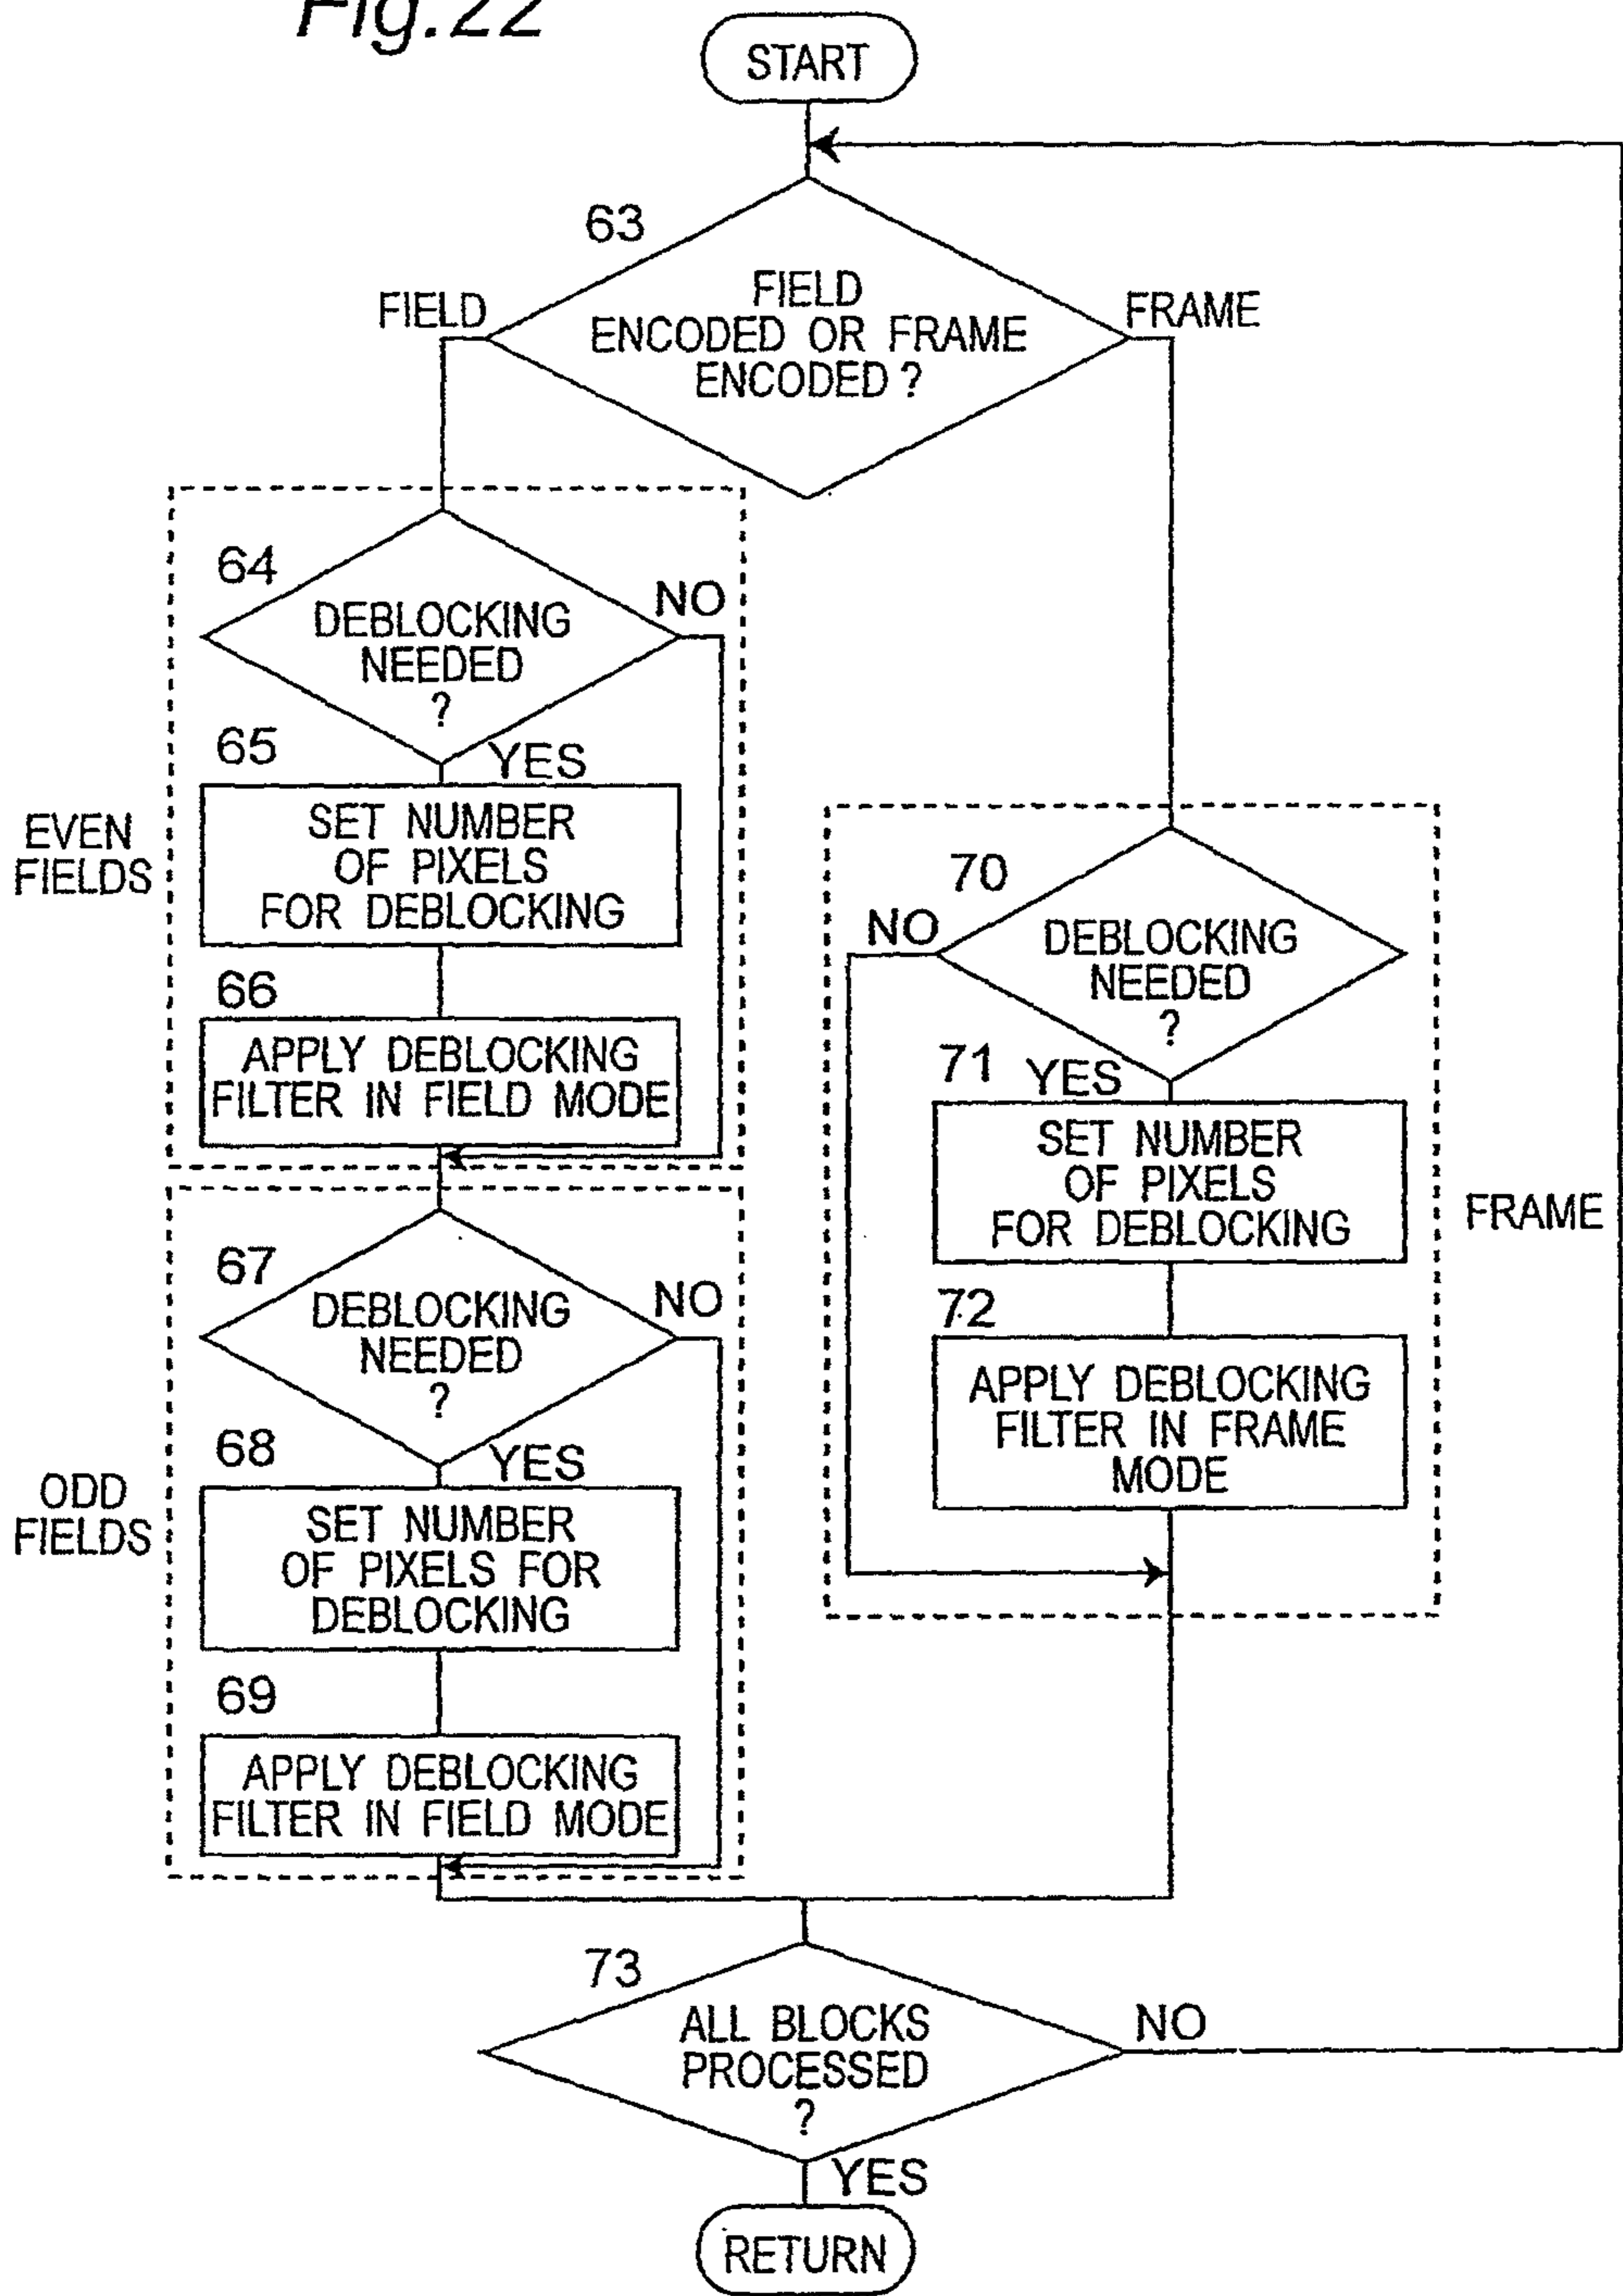 Fig.22
START
63
FIELD
ENCODED OR FRAME
ENCODED ?
FIELD
FRAME
64
DEBLOCKING
NEEDED
?
NO
YES
65
SET NUMBER
OF PIXELS
FOR DEBLOCKING
EVEN
FIELDS
66
APPLY DEBLOCKING
FILTER IN FIELD MODE
67
DEBLOCKING
NEEDED
?
NO
YES
68
SET NUMBER
OF PIXELS FOR
DEBLOCKING
ODD
FIELDS
69
APPLY DEBLOCKING
FILTER IN FIELD MODE
70
DEBLOCKING
NEEDED
?
NO
YES
71
SET NUMBER
OF PIXELS
FOR DEBLOCKING
FRAME
72
APPLY DEBLOCKING
FILTER IN FRAME
MODE
73
ALL BLOCKS
PROCESSED
?
NO
YES
RETURN